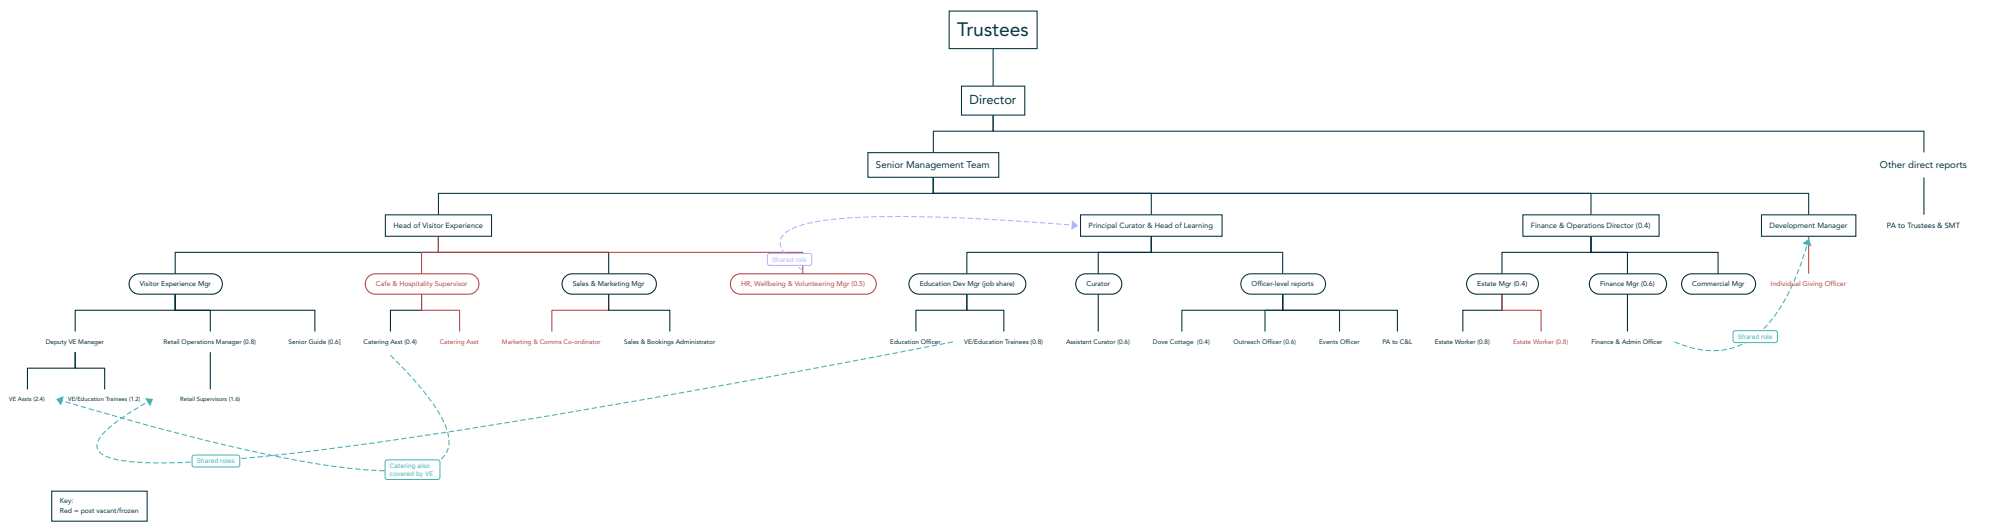 Trustees
Director
Senior Management Team
Other direct reports
Head of Visitor Experience
Principal Curator & Head of Learning
Finance & Operations Director (0.4)
Development Manager
PA to Trustees & SMT
Shared role
Visitor Experience Mgr
Cafe & Hospitality Supervisor
Sales & Marketing Mgr
HR, Wellbeing & Volunteering Mgr (0.5)
Education Dev Mgr (job share)
Curator
Officer-level reports
Estate Mgr (0.4)
Finance Mgr (0.6)
Commercial Mgr
Individual Giving Officer
Shared role
Deputy VE Manager
Retail Operations Manager (0.8)
Senior Guide (0.6]
Catering Asst (0.4)
Catering Asst
Marketing & Comms Co-ordinator
Sales & Bookings Administrator
Education Officer
VE/Education Trainees (0.8)
Assistant Curator (0.6)
Dove Cottage (0.4)
Outreach Officer (0.6)
Events Officer
PA to C&L
Estate Worker (0.8)
Estate Worker (0.8)
Finance & Admin Officer
VE Assts (2.4)
VE/Education Trainees (1.2)
Retail Supervisors (1.6)
Shared roles
Catering also
covered by VE
Key:
Red = post vacant/frozen